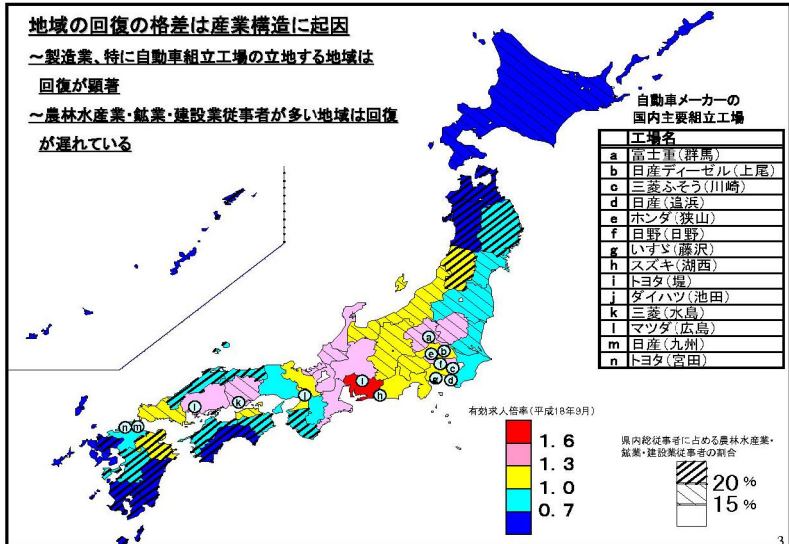 地域の回復の格差は産業構造に起因
~製造業、特に自動車組立工場の立地する地域は
回復が顕著
~農林水産業・鉱業・建設業従事者が多い地域は回復
が遅れている
自動車メーカーの
国内主要組立工場
工場名
a 富士重(群馬)
b 日産ディーゼル(上尾)
c 三菱ふそう(川崎)
d 日産(追浜)
e ホンダ(狭山)
f 日野(日野)
g いすゞ(藤沢)
h スズキ(湖西)
i トヨタ(堤)
j ダイハツ(池田)
k 三菱(水島)
l マツダ(広島)
m 日産(九州)
n トヨタ(宮田)
a
e b
f c
g d
i
h
j
k
l
n m
有効求人倍率(平成18年9月)
1.6
1.3
1.0
0.7
県内総従事者に占める農林水産業・
鉱業・建設業従事者の割合
20%
15%
3